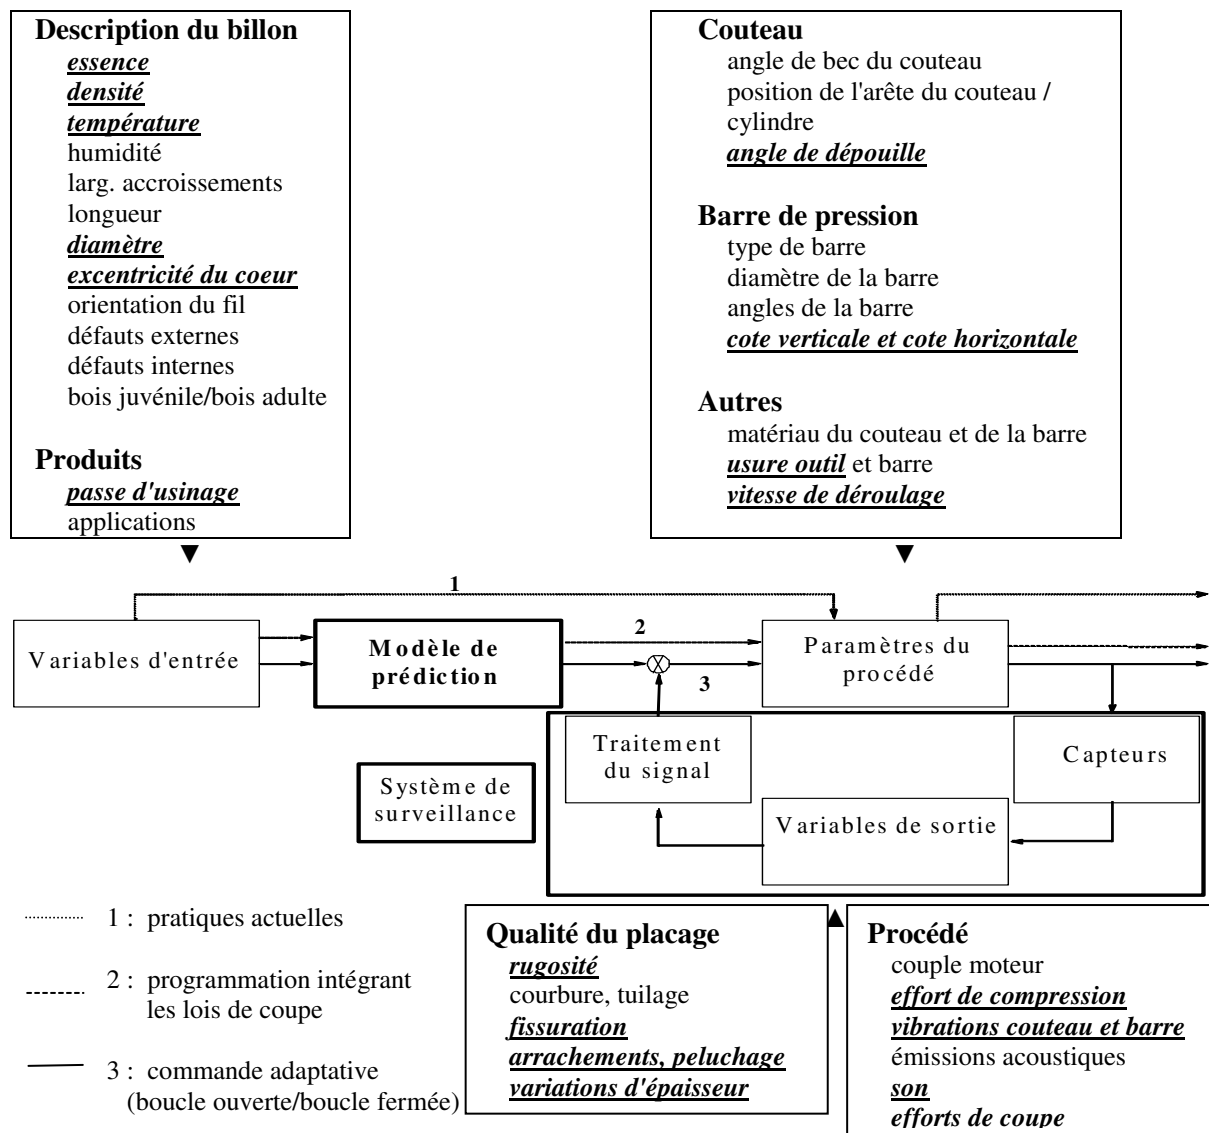 Description du billon
essence
densité
température
humidité
larg. accroissements
longueur
diamètre
excentricité du coeur
orientation du fil
défauts externes
défauts internes
bois juvénile/bois adulte
Produits
passe d'usinage
applications
Couteau
angle de bec du couteau
position de l'arête du couteau /
cylindre
angle de dépouille
Barre de pression
type de barre
diamètre de la barre
angles de la barre
cote verticale et cote horizontale
Autres
matériau du couteau et de la barre
usure outil et barre
vitesse de déroulage
1
Variables d'entrée
Modèle de
prédiction
2
3
Paramètres du
procédé
Système de
surveillance
Traitement
du signal
Variables de sortie
Capteurs
1 : pratiques actuelles
2 : programmation intégrant
les lois de coupe
3 : commande adaptative
(boucle ouverte/boucle fermée)
Qualité du placage
rugosité
courbure, tuilage
fissuration
arrachements, peluchage
variations d'épaisseur
Procédé
couple moteur
effort de compression
vibrations couteau et barre
émissions acoustiques
son
efforts de coupe